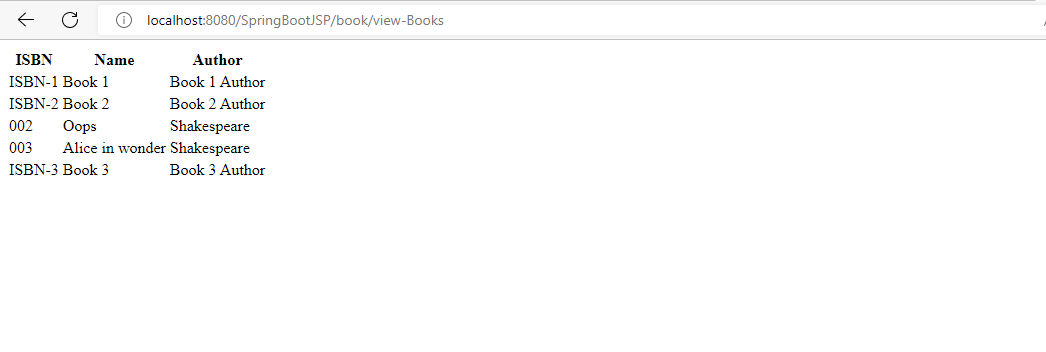 localhost:8080/SpringBootJSP/book/view-Books
ISBN Name Author
ISBN-1 Book 1 Book 1 Author
ISBN-2 Book 2 Book 2 Author
002 Oops Shakespeare
003 Alice in wonder Shakespeare
ISBN-3 Book 3 Book 3 Author